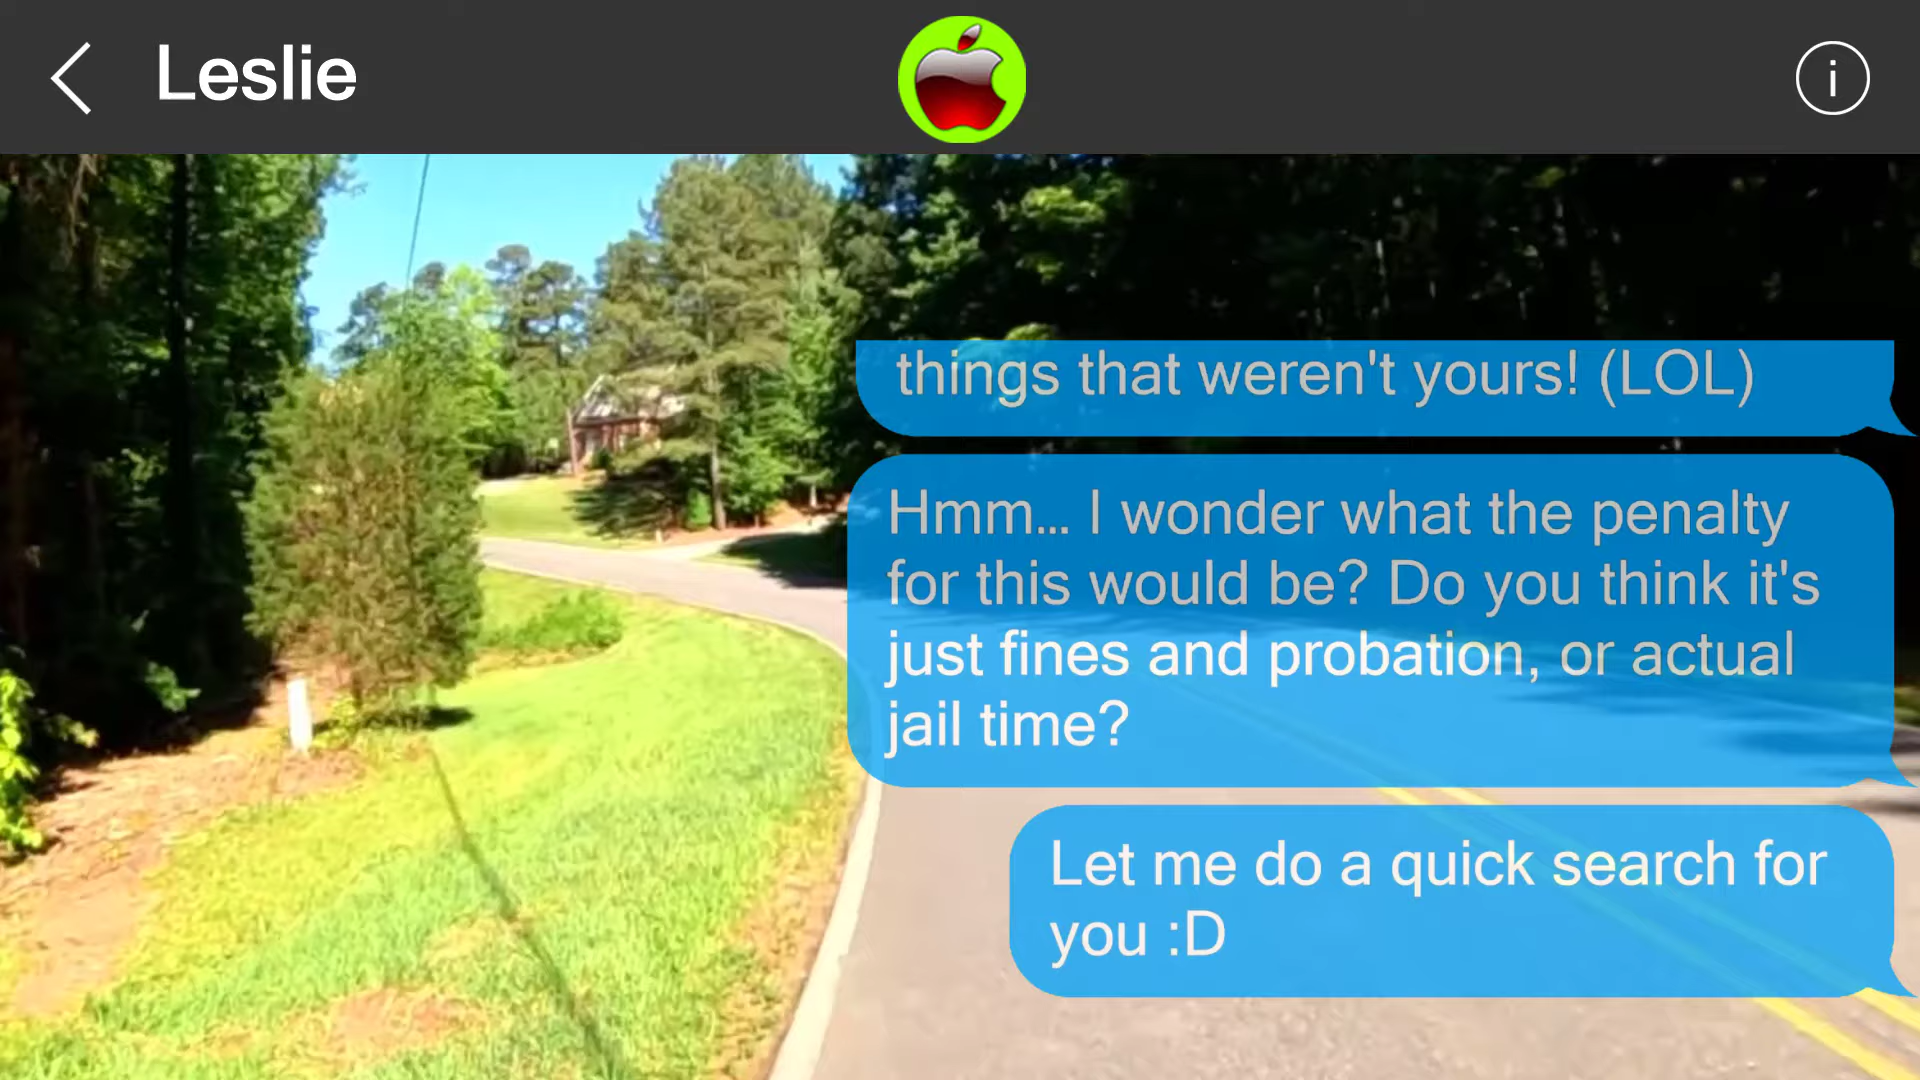 Leslie
i
things that weren't yours! (LOL)
Hmm... I wonder what the penalty
for this would be? Do you think it's
just fines and probation, or actual
jail time?
Let me do a quick search for
you :D